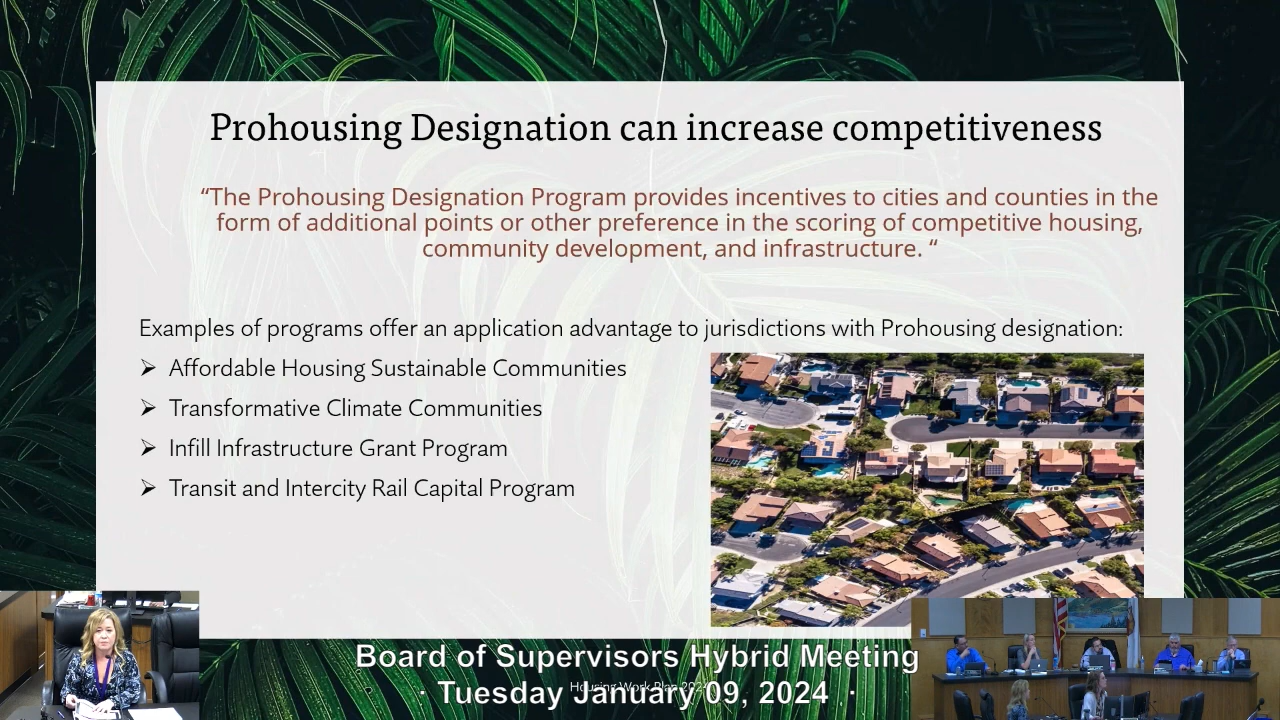 Prohousing Designation can increase competitiveness
“The Prohousing Designation Program provides incentives to cities and counties in the
form of additional points or other preference in the scoring of competitive housing,
community development, and infrastructure. “
Examples of programs offer an application advantage to jurisdictions with Prohousing designation:
➢ Affordable Housing Sustainable Communities
➢ Transformative Climate Communities
➢ Infill Infrastructure Grant Program
➢ Transit and Intercity Rail Capital Program
Board of Supervisors Hybrid Meeting
Housing Work Plan
· Tuesday January 09, 2024 ·